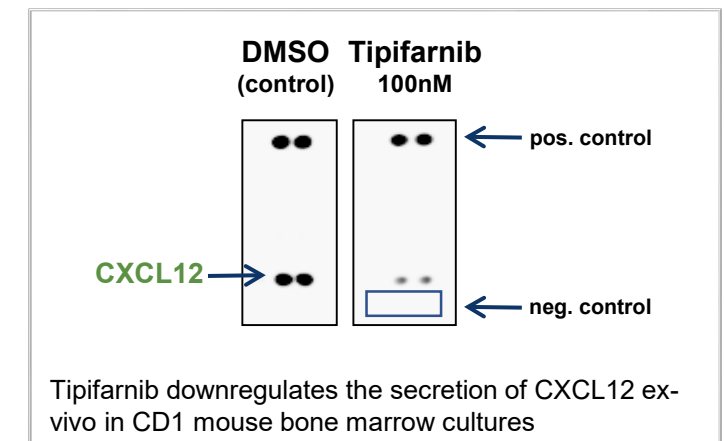 DMSO Tipifarnib
(control) 100nM
pos. control
CXCL12
neg. control
Tipifarnib downregulates the secretion of CXCL12 ex-
vivo in CD1 mouse bone marrow cultures